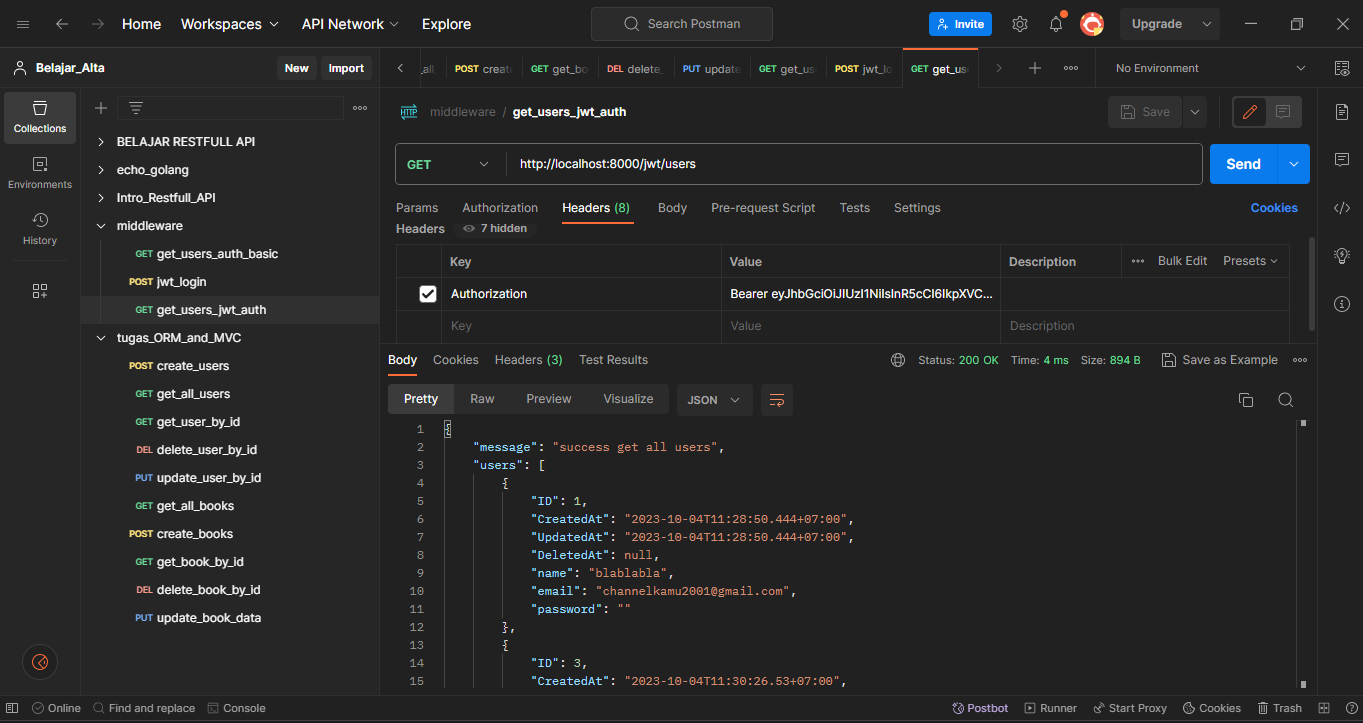 Home Workspaces API Network Explore Search Postman Invite Upgrade
Belajar_Alta New Import
_all POST create GET get_bo DEL delete_ PUT update GET get_us POST jwt_lo GET get_us No Environment
Collections
Environments
History
BELAJAR RESTFULL API
echo_golang
Intro_Restfull_API
middleware
GET get_users_auth_basic
POST jwt_login
GET get_users_jwt_auth
tugas_ORM_and_MVC
POST create_users
GET get_all_users
GET get_user_by_id
DEL delete_user_by_id
PUT update_user_by_id
GET get_all_books
POST create_books
GET get_book_by_id
DEL delete_book_by_id
PUT update_book_data
HTTP middleware / get_users_jwt_auth Save
GET http://localhost:8000/jwt/users Send
Params Authorization Headers (8) Body Pre-request Script Tests Settings Cookies
Headers 7 hidden
Key Value Description Bulk Edit Presets
Authorization Bearer eyJhbGciOiJIUzI1NiIsInR5cCI6IkpXVC...
Key Value Description
Body Cookies Headers (3) Test Results Status: 200 OK Time: 4 ms Size: 894 B Save as Example
Pretty Raw Preview Visualize JSON
1 {
2 "message": "success get all users",
3 "users": [
4 {
5 "ID": 1,
6 "CreatedAt": "2023-10-04T11:28:50.444+07:00",
7 "UpdatedAt": "2023-10-04T11:28:50.444+07:00",
8 "DeletedAt": null,
9 "name": "blablabla",
10 "email": "channelkamu2001@gmail.com",
11 "password": ""
12 },
13 {
14 "ID": 3,
15 "CreatedAt": "2023-10-04T11:30:26.53+07:00",
Online Find and replace Console Postbot Runner Start Proxy Cookies Trash